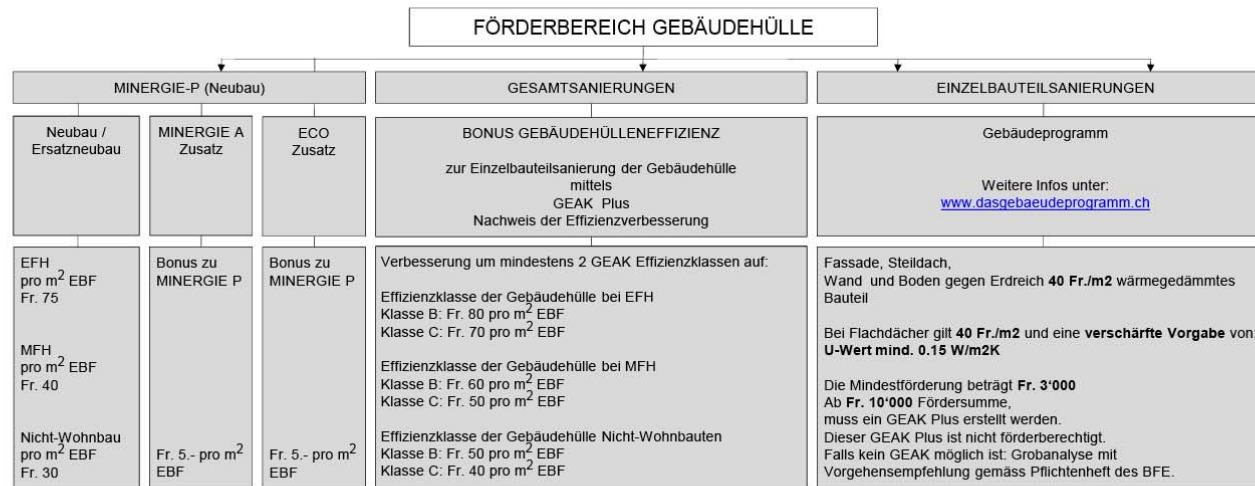 FÖRDERBEREICH GEBÄUDEHÜLLE
MINERGIE-P (Neubau)
Neubau /
Ersatzneubau
MINERGIE A
Zusatz
ECO
Zusatz
EFH
pro m² EBF
Fr. 75
MFH
pro m² EBF
Fr. 40
Nicht-Wohnbau
pro m² EBF
Fr. 30
Bonus zu
MINERGIE P
Fr. 5.- pro m²
EBF
Bonus zu
MINERGIE P
Fr. 5.- pro m²
EBF
GESAMTSANIERUNGEN
BONUS GEBÄUDEHÜLLENEFFIZIENZ
zur Einzelbauteilsanierung der Gebäudehülle
mittels
GEAK Plus
Nachweis der Effizienzverbesserung
Verbesserung um mindestens 2 GEAK Effizienzklassen auf:
Effizienzklasse der Gebäudehülle bei EFH
Klasse B: Fr. 80 pro m² EBF
Klasse C: Fr. 70 pro m² EBF
Effizienzklasse der Gebäudehülle bei MFH
Klasse B: Fr. 60 pro m² EBF
Klasse C: Fr. 50 pro m² EBF
Effizienzklasse der Gebäudehülle Nicht-Wohnbauten
Klasse B: Fr. 50 pro m² EBF
Klasse C: Fr. 40 pro m² EBF
EINZELBAUTEILSANIERUNGEN
Gebäudeprogramm
Weitere Infos unter:
www.dasgebaeudeprogramm.ch
Fassade, Steildach,
Wand und Boden gegen Erdreich 40 Fr./m2 wärmegedämmtes
Bauteil
Bei Flachdächer gilt 40 Fr./m2 und eine verschärfte Vorgabe von:
U-Wert mind. 0.15 W/m2K
Die Mindestförderung beträgt Fr. 3'000
Ab Fr. 10'000 Fördersumme,
muss ein GEAK Plus erstellt werden.
Dieser GEAK Plus ist nicht förderberechtigt.
Falls kein GEAK möglich ist: Grobanalyse mit
Vorgehensempfehlung gemäss Pflichtenheft des BFE.